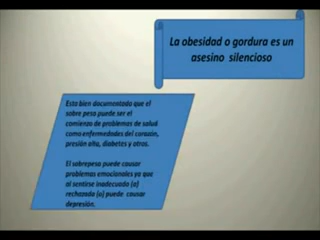 La obesidad o gordura es un
asesino silencioso
Esta bien documentado que el
sobre peso puede ser el
comienzo de problemas de salud
como enfermedades del corazón,
presión alta, diabetes y otros.
El sobrepeso puede causar
problemas emocionales ya que
al sentirse inadecuado (a)
rechazada (o) puede causar
depresión.